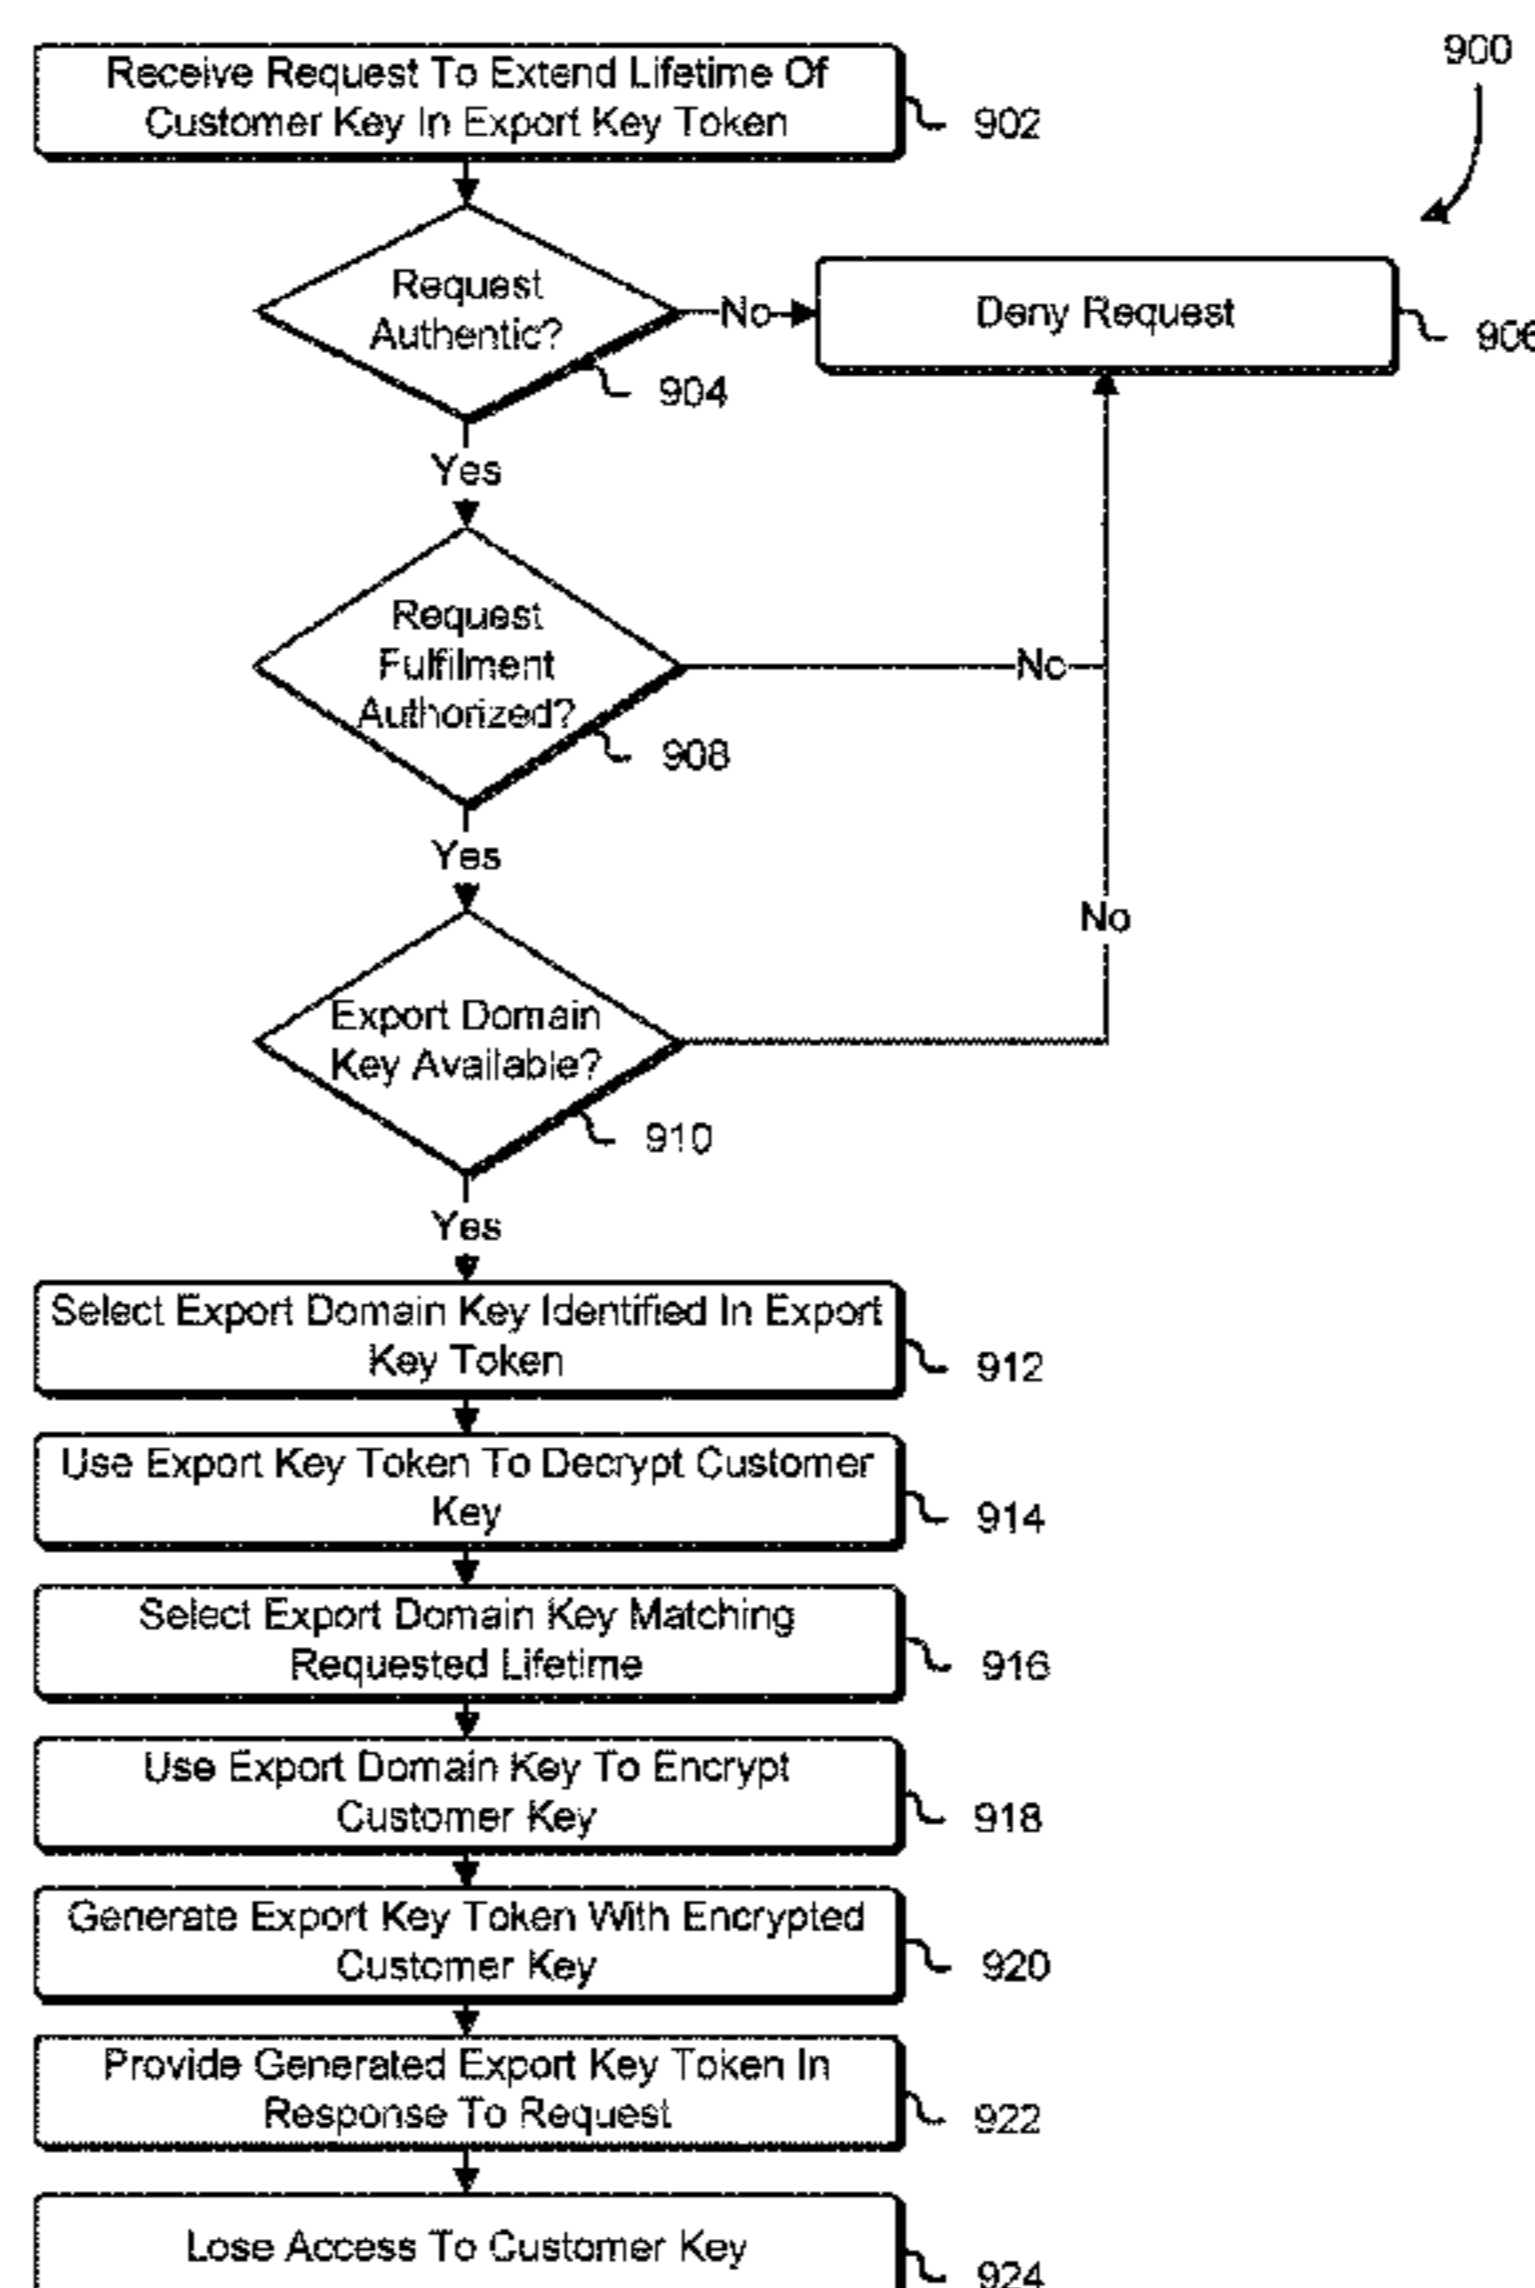 Receive Request To Extend Lifetime Of
Customer Key In Export Key Token
902
900
Request
Authentic?
904
No
Deny Request
906
Yes
Request
Fulfilment
Authorized?
908
No
Yes
Export Domain
Key Available?
910
No
Yes
Select Export Domain Key Identified In Export
Key Token
912
Use Export Key Token To Decrypt Customer
Key
914
Select Export Domain Key Matching
Requested Lifetime
916
Use Export Domain Key To Encrypt
Customer Key
918
Generate Export Key Token With Encrypted
Customer Key
920
Provide Generated Export Key Token In
Response To Request
922
Lose Access To Customer Key
924